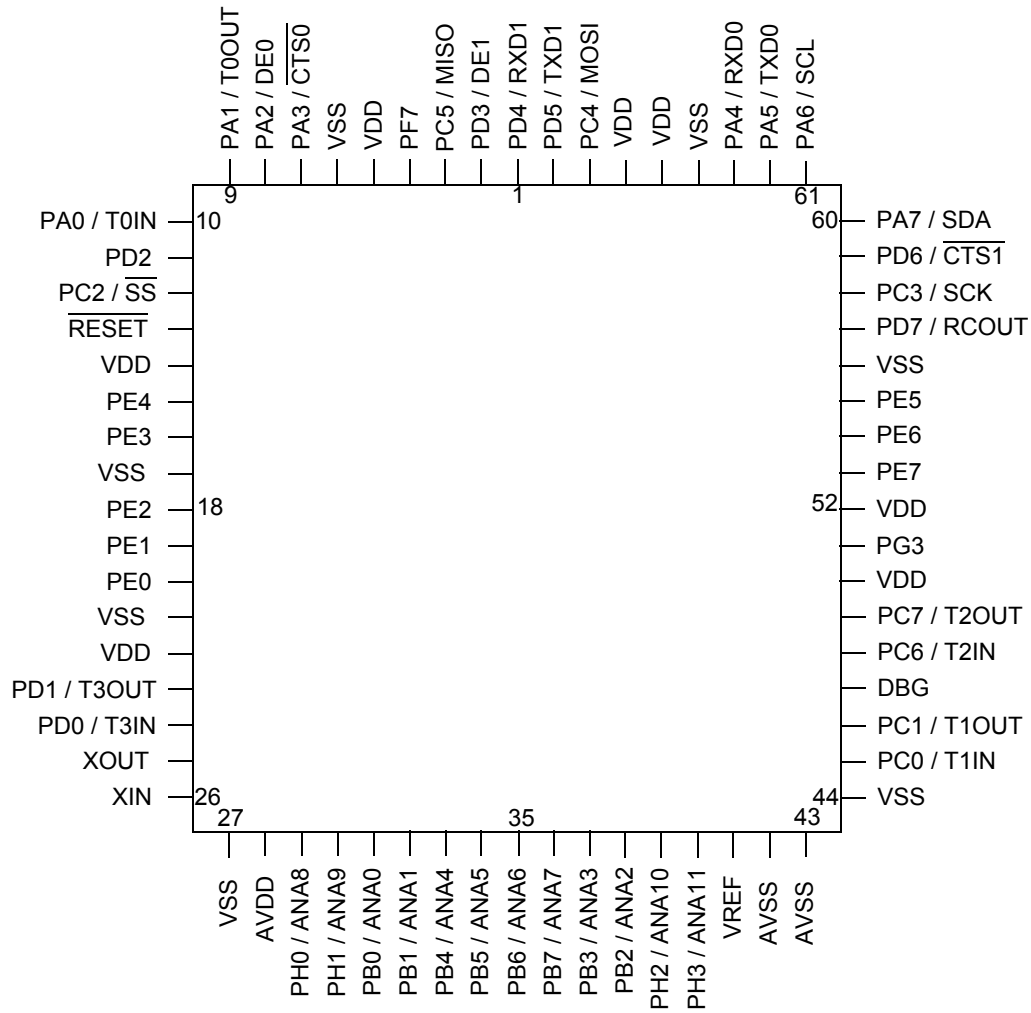 PA1 / T0OUT
PA2 / DE0
PA3 / C̅T̅S̅0̅
VSS
VDD
PF7
PC5 / MISO
PD3 / DE1
PD4 / RXD1
PD5 / TXD1
PC4 / MOSI
VDD
VDD
VSS
PA4 / RXD0
PA5 / TXD0
PA6 / SCL
9
1
61
PA0 / T0IN
10
PD2
PC2 / S̅S̅
R̅E̅S̅E̅T̅
VDD
PE4
PE3
VSS
PE2
18
PE1
PE0
VSS
VDD
PD1 / T3OUT
PD0 / T3IN
XOUT
XIN
26
60
PA7 / SDA
PD6 / C̅T̅S̅1̅
PC3 / SCK
PD7 / RCOUT
VSS
PE5
PE6
PE7
52
VDD
PG3
VDD
PC7 / T2OUT
PC6 / T2IN
DBG
PC1 / T1OUT
PC0 / T1IN
44
VSS
27
35
43
VSS
AVDD
PH0 / ANA8
PH1 / ANA9
PB0 / ANA0
PB1 / ANA1
PB4 / ANA4
PB5 / ANA5
PB6 / ANA6
PB7 / ANA7
PB3 / ANA3
PB2 / ANA2
PH2 / ANA10
PH3 / ANA11
VREF
AVSS
AVSS